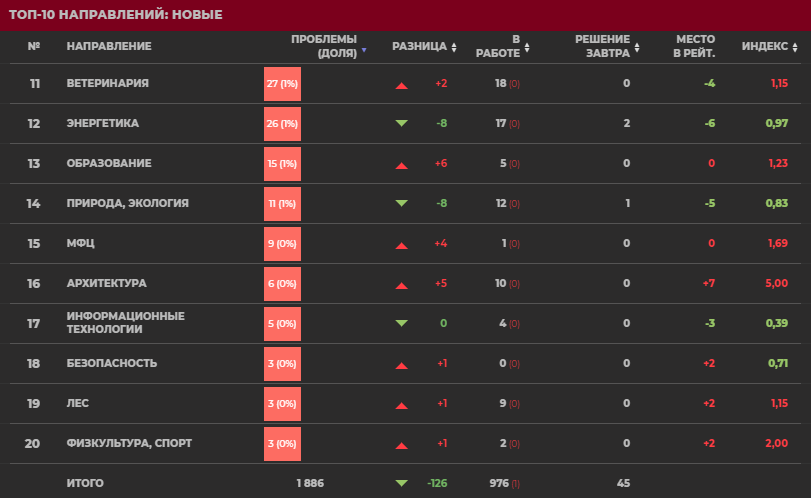 ТОП-10 НАПРАВЛЕНИЙ: НОВЫЕ
№ НАПРАВЛЕНИЕ ПРОБЛЕМЫ (ДОЛЯ) РАЗНИЦА В РАБОТЕ РЕШЕНИЕ ЗАВТРА МЕСТО В РЕЙТ. ИНДЕКС
11 ВЕТЕРИНАРИЯ 27 (1%) +2 18 (0) 0 -4 1,15
12 ЭНЕРГЕТИКА 26 (1%) -8 17 (0) 2 -6 0,97
13 ОБРАЗОВАНИЕ 15 (1%) +6 5 (0) 0 0 1,23
14 ПРИРОДА, ЭКОЛОГИЯ 11 (1%) -8 12 (0) 1 -5 0,83
15 МФЦ 9 (0%) +4 1 (0) 0 0 1,69
16 АРХИТЕКТУРА 6 (0%) +5 10 (0) 0 +7 5,00
17 ИНФОРМАЦИОННЫЕ ТЕХНОЛОГИИ 5 (0%) 0 4 (0) 0 -3 0,39
18 БЕЗОПАСНОСТЬ 3 (0%) +1 0 (0) 0 +2 0,71
19 ЛЕС 3 (0%) +1 9 (0) 0 +2 1,15
20 ФИЗКУЛЬТУРА, СПОРТ 3 (0%) +1 2 (0) 0 +2 2,00
ИТОГО 1 886 -126 976 (1) 45